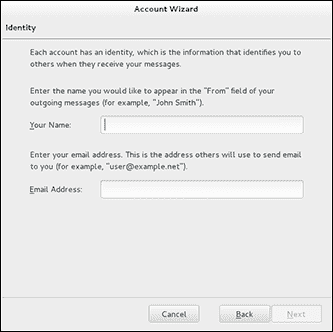 Account Wizard
Identity
Each account has an identity, which is the information that identifies you to
others when they receive your messages.
Enter the name you would like to appear in the "From" field of your
outgoing messages (for example, "John Smith").
Your Name:
Enter your email address. This is the address others will use to send email
to you (for example, "user@example.net").
Email Address:
Cancel Back Next